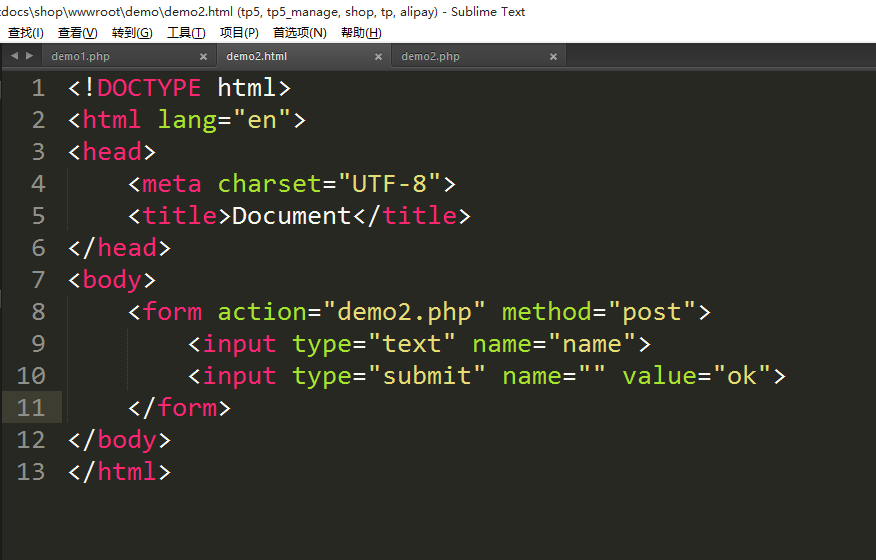 tdocs\shop\wwwroot\demo\demo2.html (tp5, tp5_manage, shop, tp, alipay) - Sublime Text
查找(I) 查看(V) 转到(G) 工具(T) 项目(P) 首选项(N) 帮助(H)
demo1.php × demo2.html × demo2.php ×
1 <!DOCTYPE html>
2 <html lang="en">
3 <head>
4     <meta charset="UTF-8">
5     <title>Document</title>
6 </head>
7 <body>
8     <form action="demo2.php" method="post">
9         <input type="text" name="name">
10         <input type="submit" name="" value="ok">
11     </form>
12 </body>
13 </html>